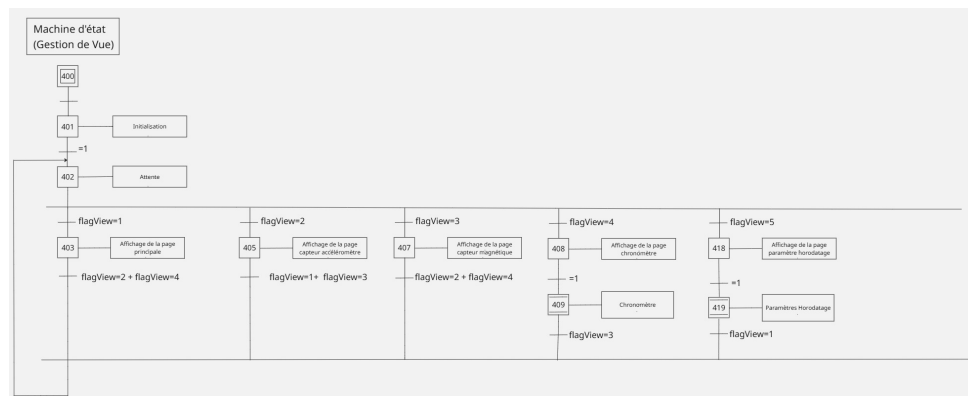 Machine d'état
(Gestion de Vue)
400
401
Initialisation
=1
402
Attente
flagView=1
flagView=2
flagView=3
flagView=4
flagView=5
403
Affichage de la page
principale
405
Affichage de la page
capteur accéléromètre
407
Affichage de la page
capteur magnétique
408
Affichage de la page
chronomètre
418
Affichage de la page
paramètre horodatage
flagView=2 + flagView=4
flagView=1+ flagView=3
flagView=2 + flagView=4
=1
=1
409
Chronomètre
419
Paramètres Horodatage
flagView=3
flagView=1